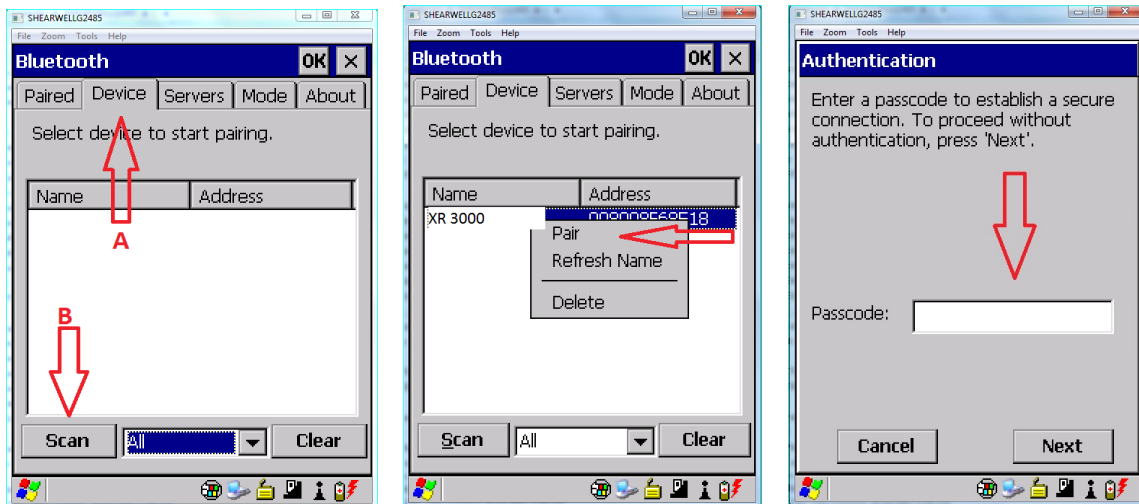 SHEARWELLG2485
File Zoom Tools Help
Bluetooth OK
Paired Device Servers Mode About
Select device to start pairing.
Name Address
A
B
Scan All Clear
SHEARWELLG2485
File Zoom Tools Help
Bluetooth OK
Paired Device Servers Mode About
Select device to start pairing.
Name Address
XR 3000
Pair
Refresh Name
Delete
Scan All Clear
SHEARWELLG2485
File Zoom Tools Help
Authentication
Enter a passcode to establish a secure
connection. To proceed without
authentication, press 'Next'.
Passcode:
Cancel Next